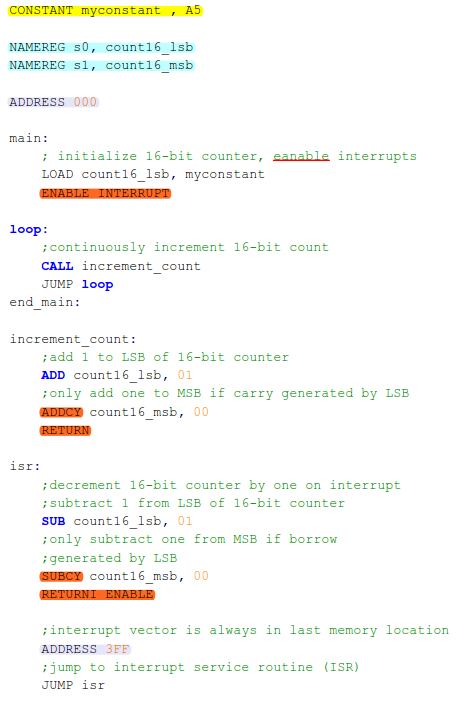 CONSTANT myconstant , A5
NAMEREG s0, count16_lsb
NAMEREG s1, count16_msb
ADDRESS 000
main:
; initialize 16-bit counter, eanable interrupts
LOAD count16_lsb, myconstant
ENABLE INTERRUPT
loop:
;continuously increment 16-bit count
CALL increment_count
JUMP loop
end_main:
increment_count:
;add 1 to LSB of 16-bit counter
ADD count16_lsb, 01
;only add one to MSB if carry generated by LSB
ADDCY count16_msb, 00
RETURN
isr:
;decrement 16-bit counter by one on interrupt
;subtract 1 from LSB of 16-bit counter
SUB count16_lsb, 01
;only subtract one from MSB if borrow
;generated by LSB
SUBCY count16_msb, 00
RETURNI ENABLE
;interrupt vector is always in last memory location
ADDRESS 3FF
;jump to interrupt service routine (ISR)
JUMP isr